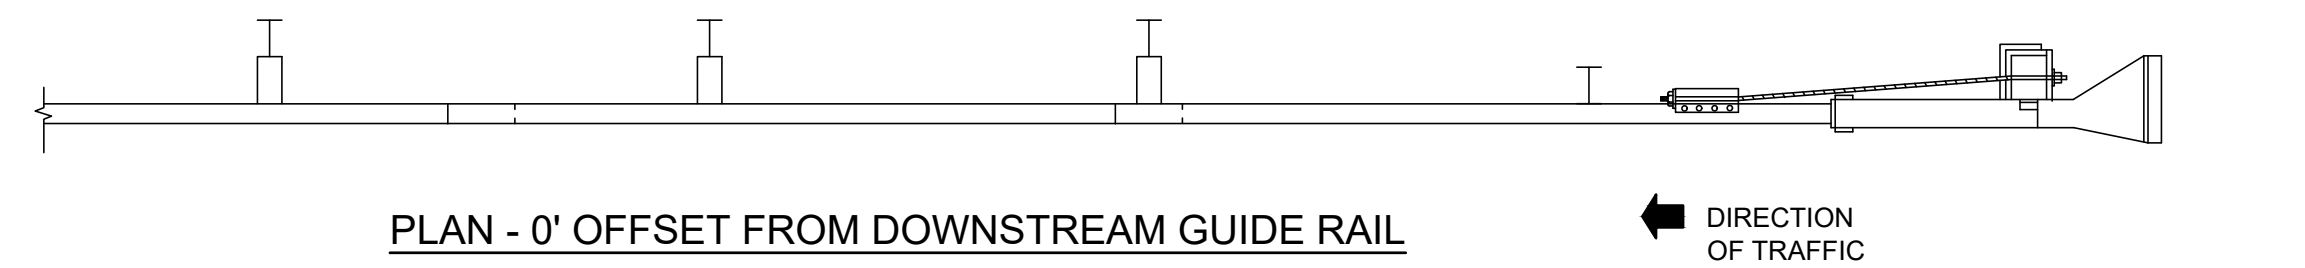 PLAN - 0' OFFSET FROM DOWNSTREAM GUIDE RAIL
DIRECTION
OF TRAFFIC